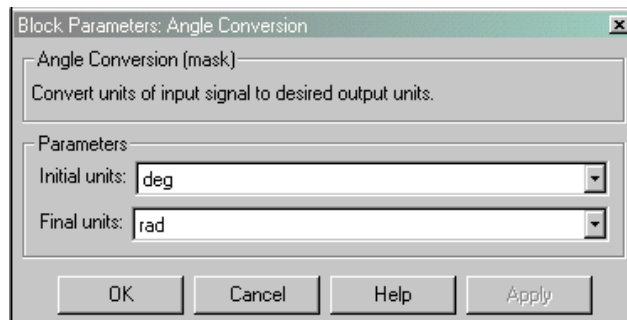 Block Parameters: Angle Conversion
Angle Conversion (mask)
Convert units of input signal to desired output units.
Parameters
Initial units: deg
Final units: rad
OK Cancel Help Apply